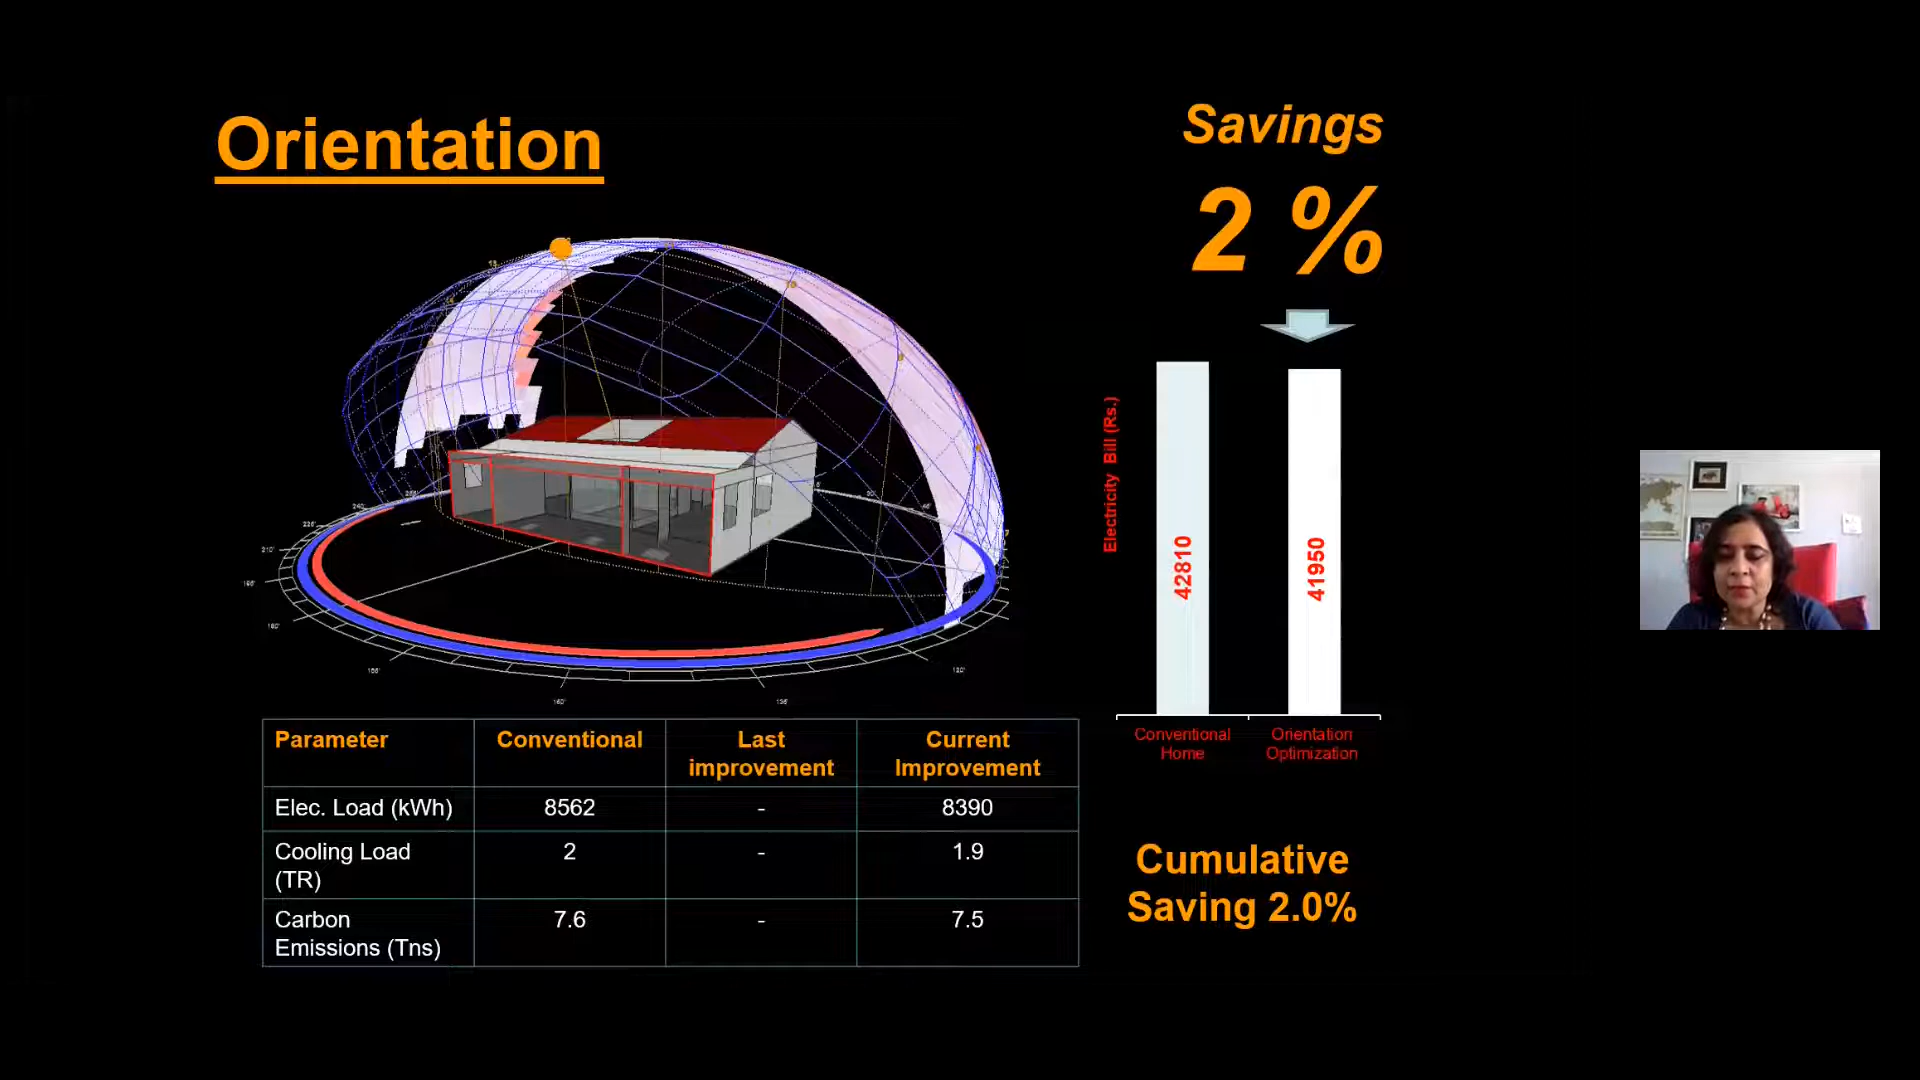 Orientation
Savings
2 %
Electricity Bill (Rs.)
42810
41950
Conventional
Home
Orientation
Optimization
Parameter
Conventional
Last
improvement
Current
Improvement
Elec. Load (kWh)
8562
-
8390
Cooling Load
(TR)
2
-
1.9
Carbon
Emissions (Tns)
7.6
-
7.5
Cumulative
Saving 2.0%